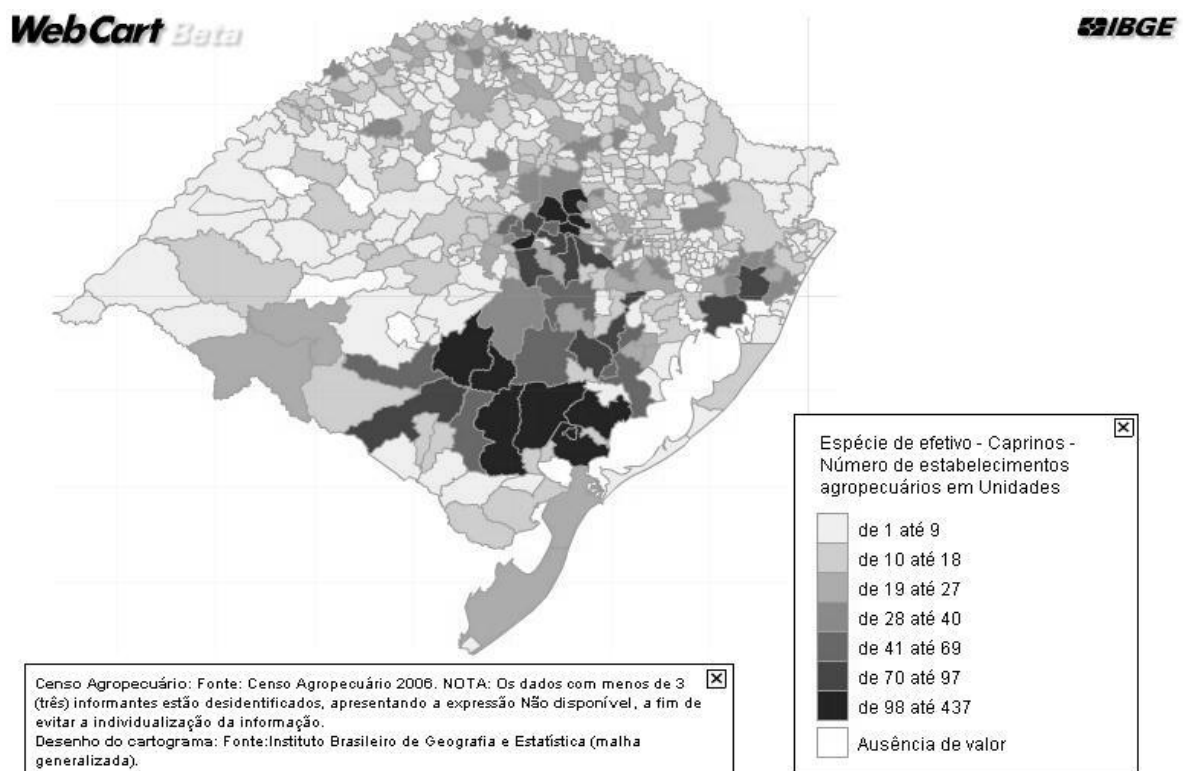 WebCart Beta
IBGE
Espécie de efetivo - Caprinos -
Número de estabelecimentos
agropecuários em Unidades
de 1 até 9
de 10 até 18
de 19 até 27
de 28 até 40
de 41 até 69
de 70 até 97
de 98 até 437
Ausência de valor
Censo Agropecuário: Fonte: Censo Agropecuário 2006. NOTA: Os dados com menos de 3
(três) informantes estão desidentificados, apresentando a expressão Não disponível, a fim de
evitar a individualização da informação.
Desenho do cartograma: Fonte:Instituto Brasileiro de Geografia e Estatística (malha
generalizada).